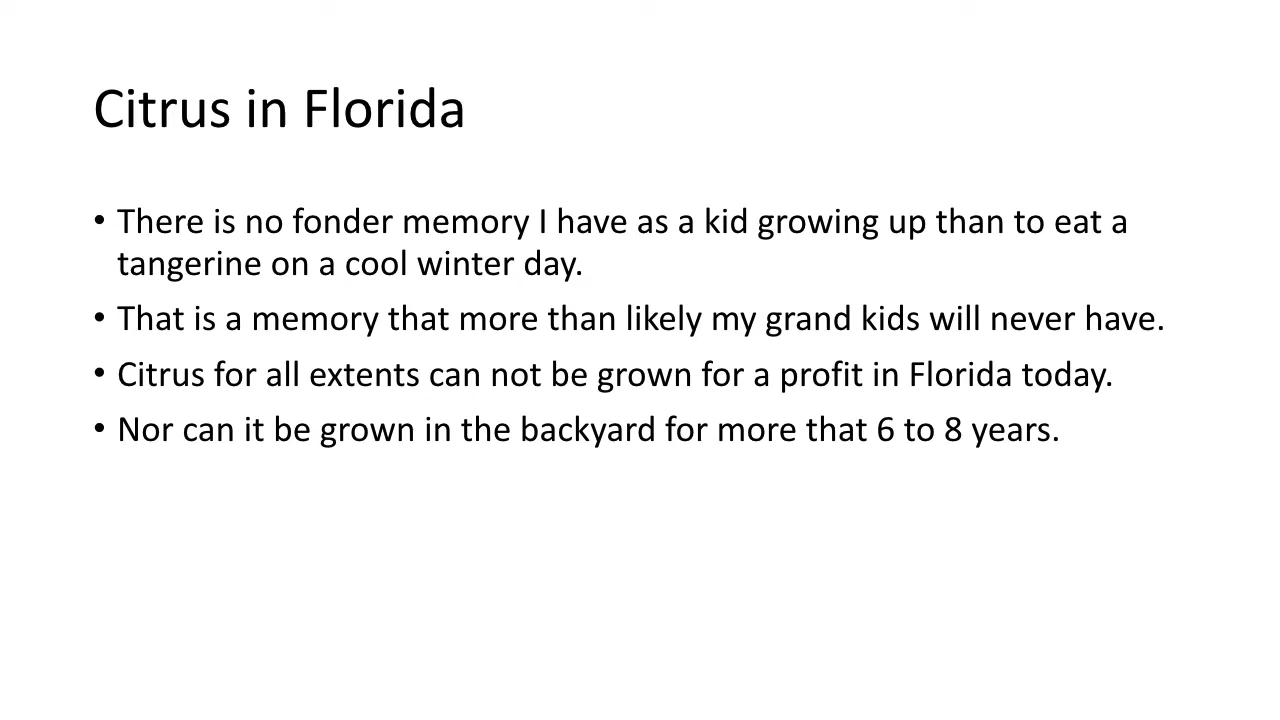 Citrus in Florida
• There is no fonder memory I have as a kid growing up than to eat a
tangerine on a cool winter day.
• That is a memory that more than likely my grand kids will never have.
• Citrus for all extents can not be grown for a profit in Florida today.
• Nor can it be grown in the backyard for more that 6 to 8 years.